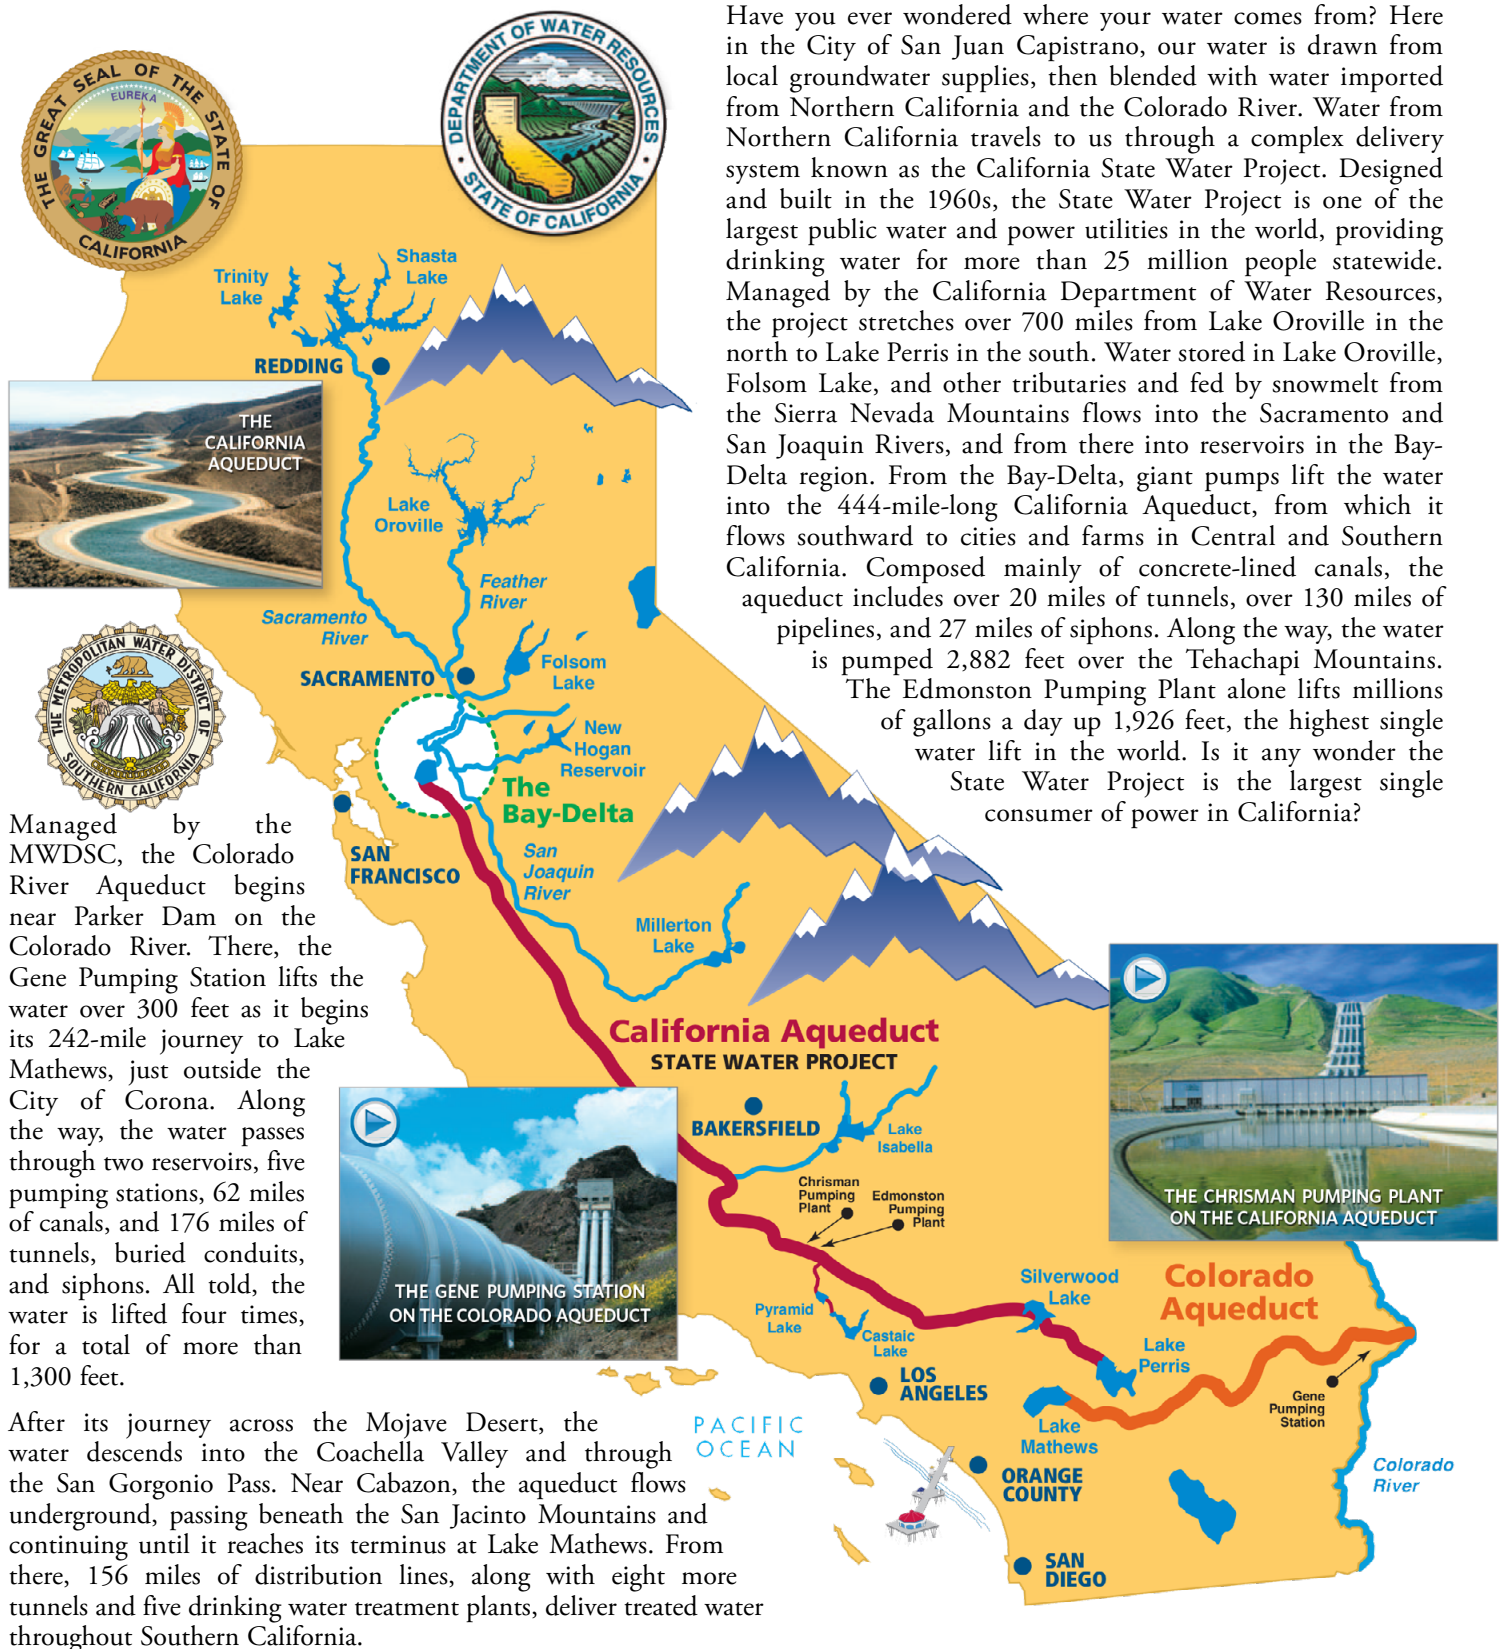 THE GREAT SEAL OF THE STATE OF CALIFORNIA
EUREKA
DEPARTMENT OF WATER RESOURCES
STATE OF CALIFORNIA
Have you ever wondered where your water comes from? Here
in the City of San Juan Capistrano, our water is drawn from
local groundwater supplies, then blended with water imported
from Northern California and the Colorado River. Water from
Northern California travels to us through a complex delivery
system known as the California State Water Project. Designed
and built in the 1960s, the State Water Project is one of the
largest public water and power utilities in the world, providing
drinking water for more than 25 million people statewide.
Managed by the California Department of Water Resources,
the project stretches over 700 miles from Lake Oroville in the
north to Lake Perris in the south. Water stored in Lake Oroville,
Folsom Lake, and other tributaries and fed by snowmelt from
the Sierra Nevada Mountains flows into the Sacramento and
San Joaquin Rivers, and from there into reservoirs in the Bay-
Delta region. From the Bay-Delta, giant pumps lift the water
into the 444-mile-long California Aqueduct, from which it
flows southward to cities and farms in Central and Southern
California. Composed mainly of concrete-lined canals, the
aqueduct includes over 20 miles of tunnels, over 130 miles of
pipelines, and 27 miles of siphons. Along the way, the water
is pumped 2,882 feet over the Tehachapi Mountains.
The Edmonston Pumping Plant alone lifts millions
of gallons a day up 1,926 feet, the highest single
water lift in the world. Is it any wonder the
State Water Project is the largest single
consumer of power in California?
Trinity
Lake
Shasta
Lake
REDDING
THE
CALIFORNIA
AQUEDUCT
Lake
Oroville
Feather
River
Sacramento
River
SACRAMENTO
Folsom
Lake
New
Hogan
Reservoir
The
Bay-Delta
SAN
FRANCISCO
San
Joaquin
River
Millerton
Lake
THE METROPOLITAN WATER DISTRICT OF
SOUTHERN CALIFORNIA
Managed by the
MWDSC, the Colorado
River Aqueduct begins
near Parker Dam on the
Colorado River. There, the
Gene Pumping Station lifts the
water over 300 feet as it begins
its 242-mile journey to Lake
Mathews, just outside the
City of Corona. Along
the way, the water passes
through two reservoirs, five
pumping stations, 62 miles
of canals, and 176 miles of
tunnels, buried conduits,
and siphons. All told, the
water is lifted four times,
for a total of more than
1,300 feet.
California Aqueduct
STATE WATER PROJECT
BAKERSFIELD
Lake
Isabella
Chrisman
Pumping
Plant
Edmonston
Pumping
Plant
THE CHRISMAN PUMPING PLANT
ON THE CALIFORNIA AQUEDUCT
THE GENE PUMPING STATION
ON THE COLORADO AQUEDUCT
Silverwood
Lake
Colorado
Aqueduct
Pyramid
Lake
Castaic
Lake
Lake
Perris
LOS
ANGELES
Gene
Pumping
Station
Lake
Mathews
PACIFIC
OCEAN
ORANGE
COUNTY
Colorado
River
SAN
DIEGO
After its journey across the Mojave Desert, the
water descends into the Coachella Valley and through
the San Gorgonio Pass. Near Cabazon, the aqueduct flows
underground, passing beneath the San Jacinto Mountains and
continuing until it reaches its terminus at Lake Mathews. From
there, 156 miles of distribution lines, along with eight more
tunnels and five drinking water treatment plants, deliver treated water
throughout Southern California.